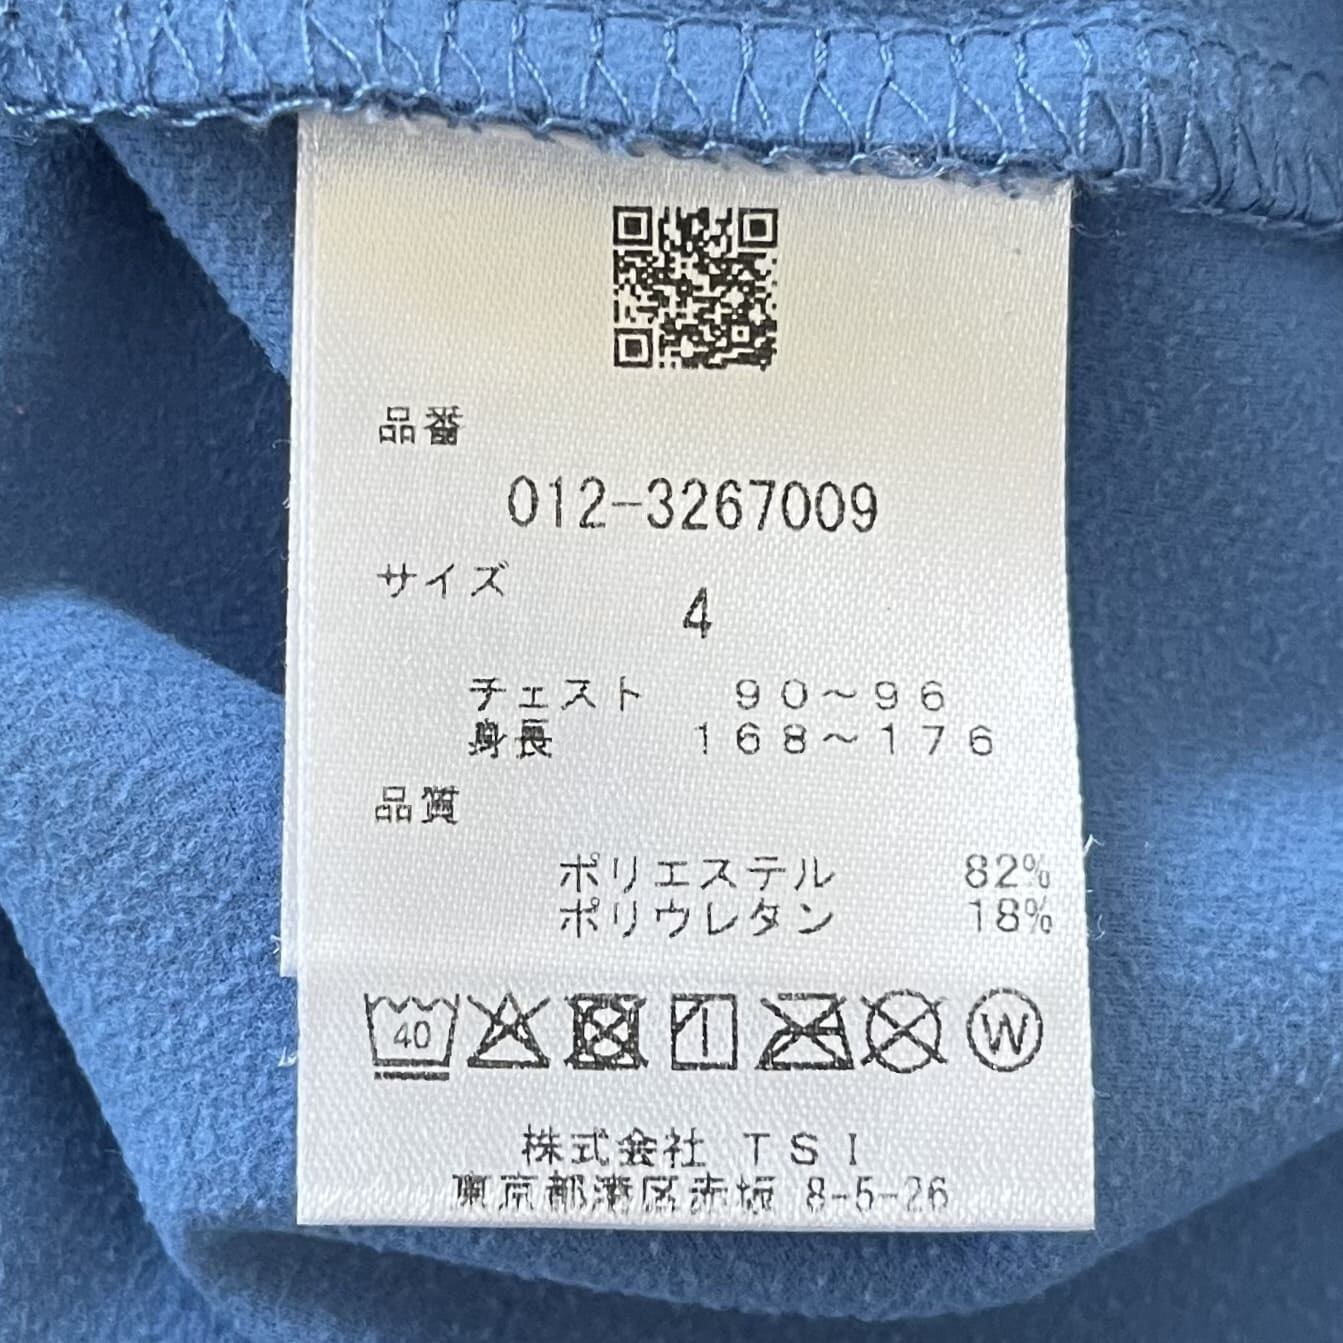 品番
012-3267009
サイズ
4
チェスト 90～96
身長 168～176
品質
ポリエステル 82%
ポリウレタン 18%
40
W
株式会社 TSI
東京都港区赤坂 8-5-26